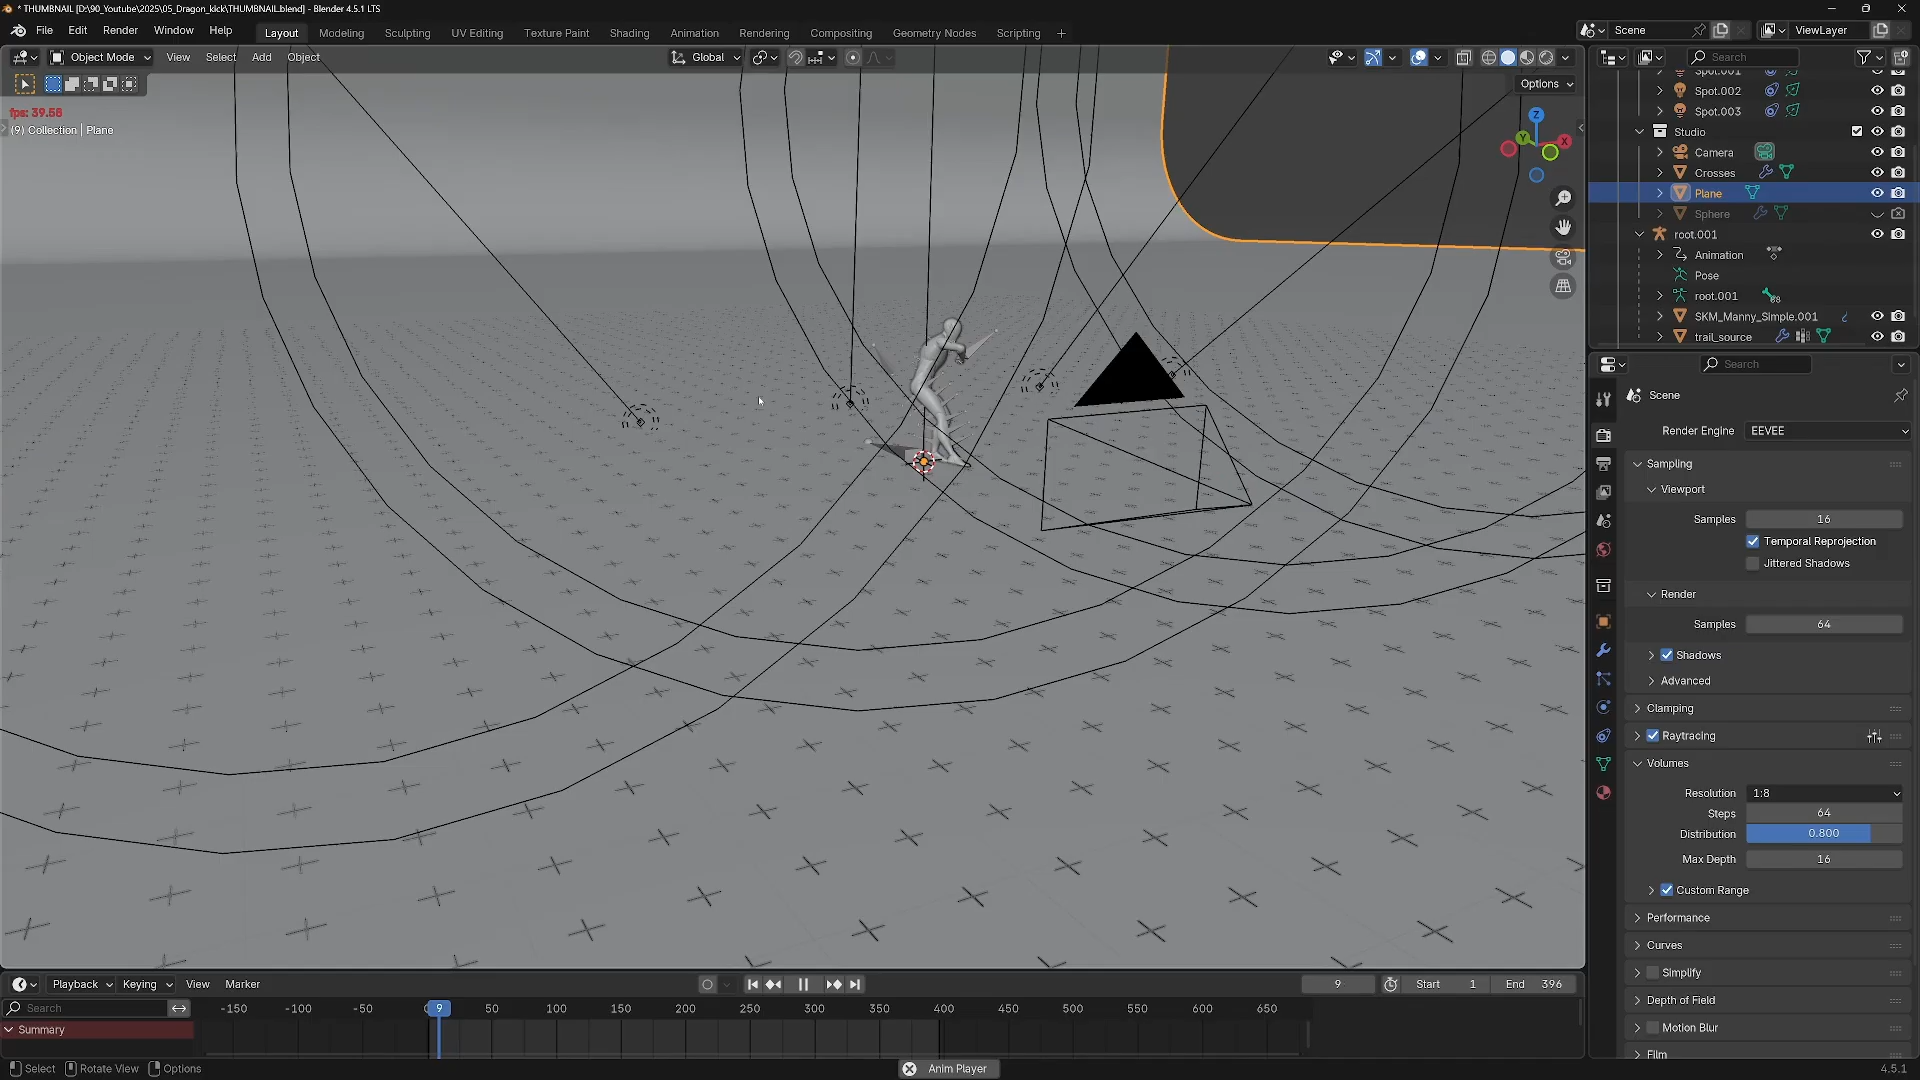 * THUMBNAIL [D:\90_Youtube\2025\05_Dragon_kick\THUMBNAIL.blend] - Blender 4.5.1 LTS
File Edit Render Window Help Layout Modeling Sculpting UV Editing Texture Paint Shading Animation Rendering Compositing Geometry Nodes Scripting + Scene ViewLayer
Object Mode View Select Add Object Global Search
Options
fps: 39.58
(9) Collection | Plane
Z
Y
X
Spot.001
Spot.002
Spot.003
Studio
Camera
Crosses
Plane
Sphere
root.001
Animation
Pose
root.001
SKM_Manny_Simple.001
trail_source
Search
Scene
Render Engine EEVEE
Sampling
Viewport
Samples 16
Temporal Reprojection
Jittered Shadows
Render
Samples 64
Shadows
Advanced
Clamping
Raytracing
Volumes
Resolution 1:8
Steps 64
Distribution 0.800
Max Depth 16
Custom Range
Performance
Curves
Simplify
Depth of Field
Motion Blur
Film
Playback Keying View Marker 9 Start 1 End 396
Search -150 -100 -50 9 50 100 150 200 250 300 350 400 450 500 550 600 650
Summary
Select Rotate View Options Anim Player 4.5.1